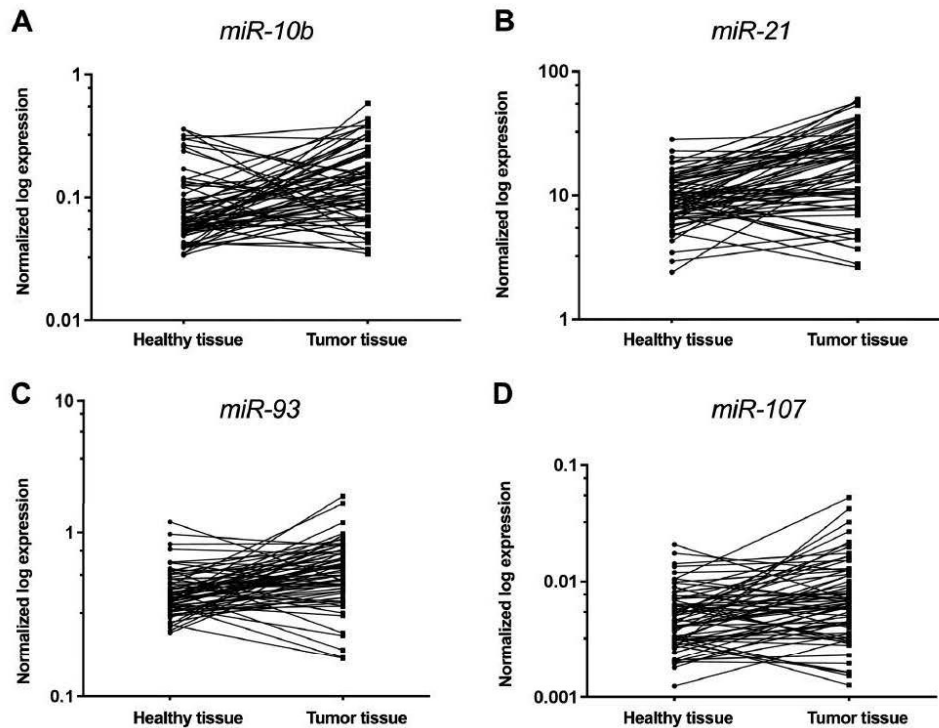 A
miR-10b
Normalized log expression
1
0.1
0.01
Healthy tissue
Tumor tissue
B
miR-21
Normalized log expression
100
10
1
Healthy tissue
Tumor tissue
C
miR-93
Normalized log expression
10
1
0.1
Healthy tissue
Tumor tissue
D
miR-107
Normalized log expression
0.1
0.01
0.001
Healthy tissue
Tumor tissue